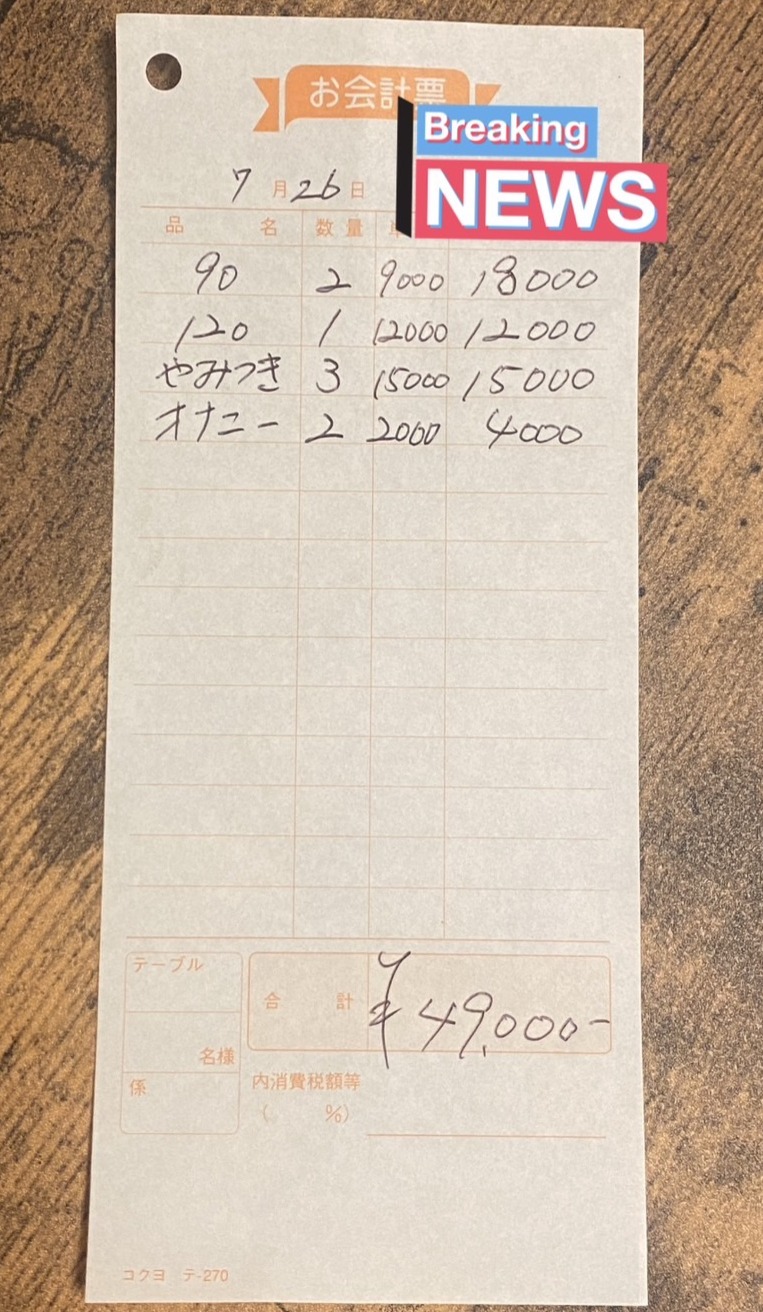 お会計票
Breaking
NEWS
7月26日
品名 数量
90 2 9000 18000
120 1 12000 12000
やみつき 3 15000 15000
オナニー 2 2000 4000
テーブル
名様
係
合計 ¥49,000-
内消費税額等
( %)
コクヨ テ-270